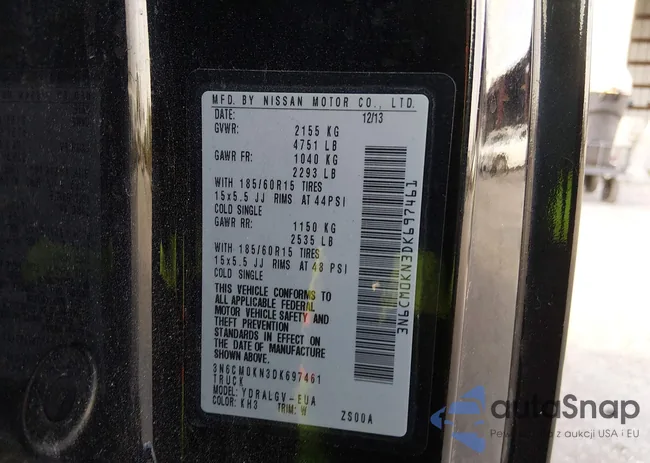 MFD. BY NISSAN MOTOR CO., LTD.
DATE: 12/13
GVWR: 2155 KG
4751 LB
GAWR FR: 1040 KG
2293 LB
WITH 185/60R15 TIRES
15x5.5 JJ RIMS AT 44PSI
COLD SINGLE
GAWR RR: 1150 KG
2535 LB
WITH 185/60R15 TIRES
15x5.5 JJ RIMS AT 48 PSI
COLD SINGLE
THIS VEHICLE CONFORMS TO
ALL APPLICABLE FEDERAL
MOTOR VEHICLE SAFETY AND
THEFT PREVENTION
STANDARDS IN EFFECT ON
THE DATE OF MANUFACTURE
SHOWN ABOVE.
3N6CM0KN3DK697461
TRUCK
MODEL: YDRALGV-EUA
COLOR: KH3 TRIM: W ZS00A
3N6CM0KN3DK697461
autoSnap
z aukcji USA i EU